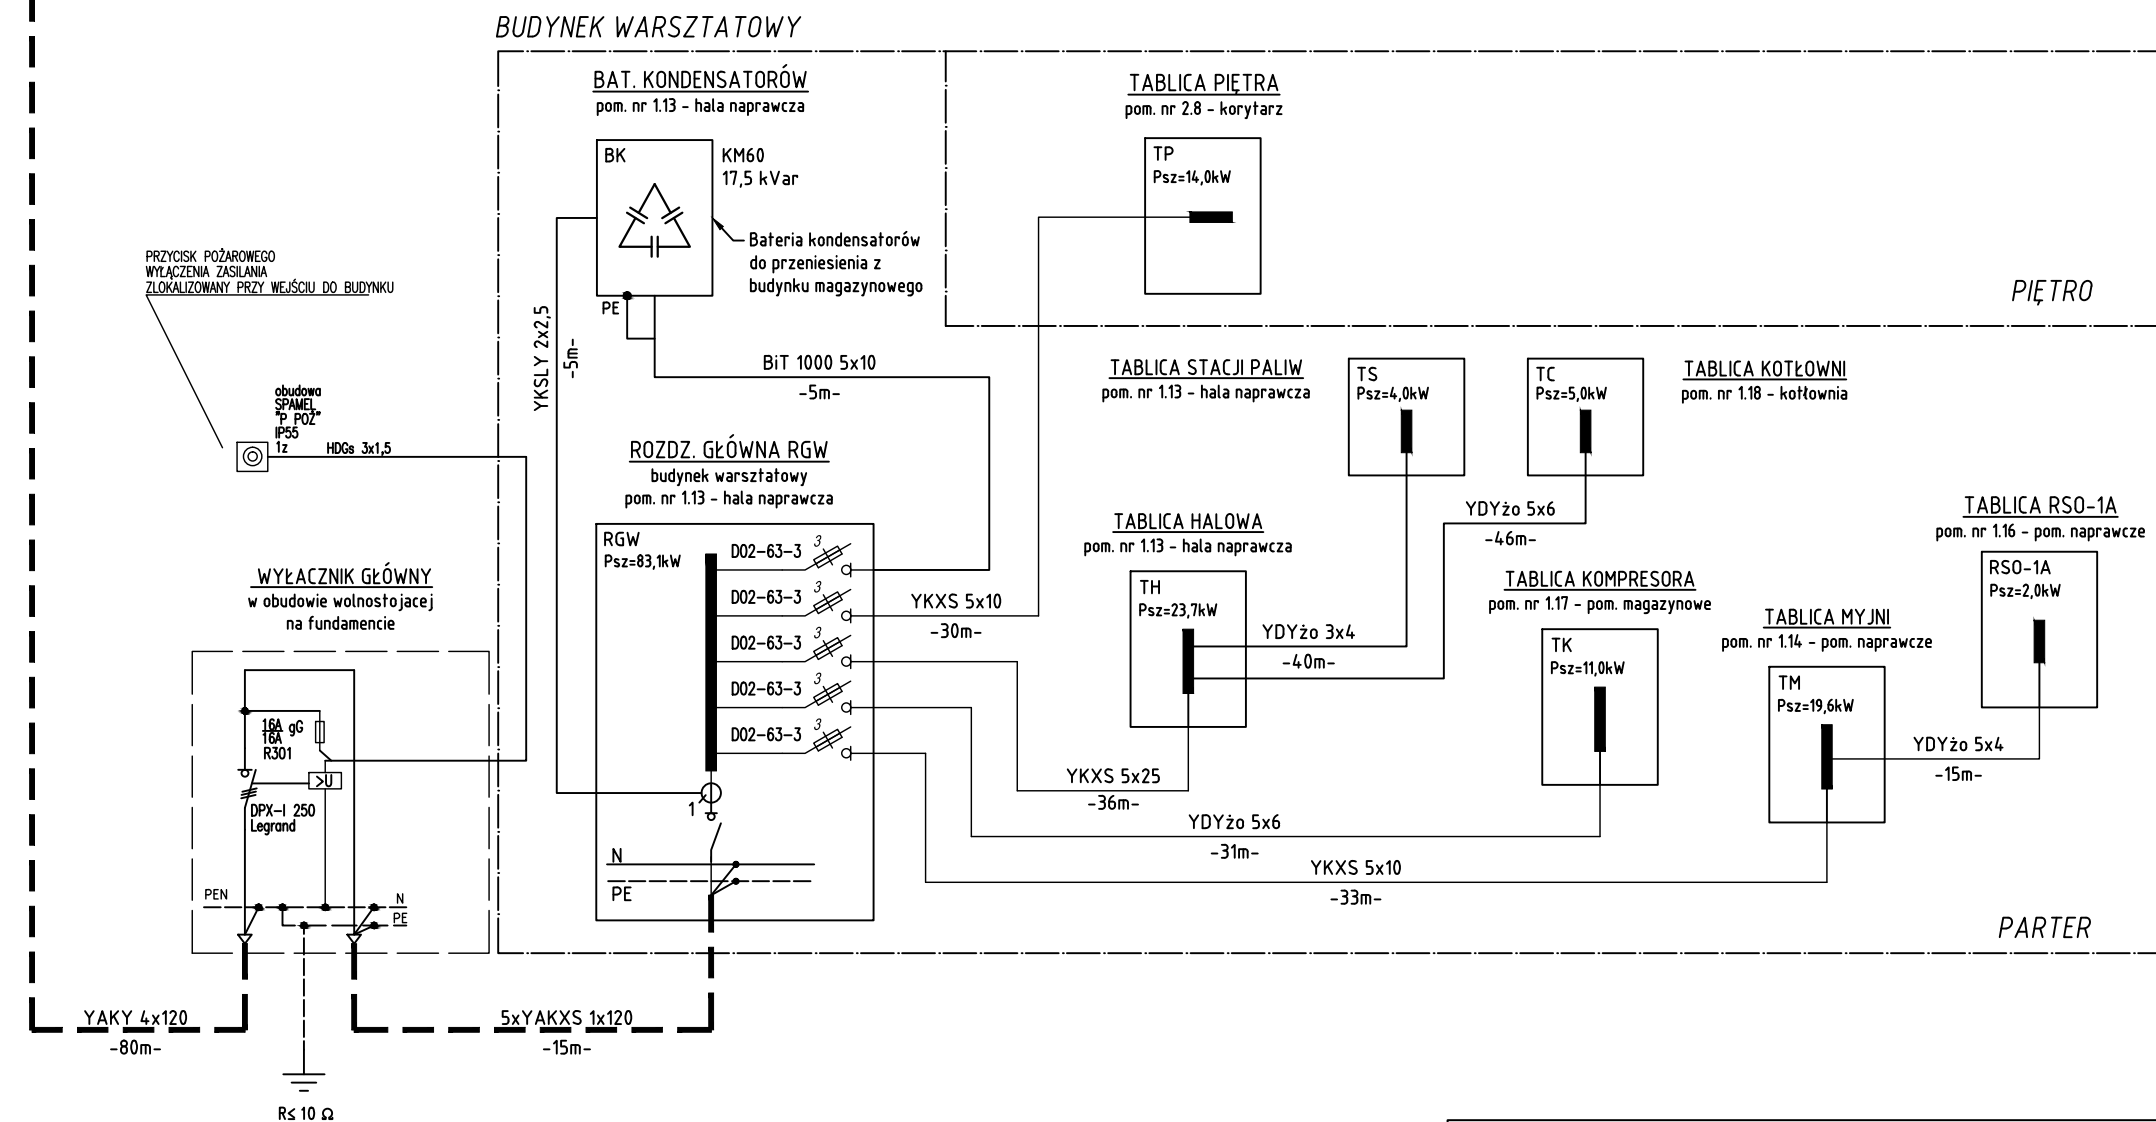 BUDYNEK WARSZTATOWY
BAT. KONDENSATORÓW
pom. nr 1.13 - hala naprawcza
BK
KM60
17,5 kVar
Bateria kondensatorów
do przeniesienia z
budynku magazynowego
PE
YKSLY 2x2,5
-5m-
BiT 1000 5x10
-5m-
TABLICA PIĘTRA
pom. nr 2.8 - korytarz
TP
Psz=14,0kW
PIĘTRO
PRZYCISK POŻAROWEGO
WYŁĄCZENIA ZASILANIA
ZLOKALIZOWANY PRZY WEJŚCIU DO BUDYNKU
obudowa
SPAMEL
"P POŻ"
IP55
1z
HDGs 3x1,5
TABLICA STACJI PALIW
pom. nr 1.13 - hala naprawcza
TS
Psz=4,0kW
TC
Psz=5,0kW
TABLICA KOTŁOWNI
pom. nr 1.18 - kotłownia
ROZDZ. GŁÓWNA RGW
budynek warsztatowy
pom. nr 1.13 - hala naprawcza
RGW
Psz=83,1kW
D02-63-3
3
D02-63-3
3
D02-63-3
3
D02-63-3
3
D02-63-3
3
1
N
PE
YKXS 5x10
-30m-
TABLICA HALOWA
pom. nr 1.13 - hala naprawcza
TH
Psz=23,7kW
YDYżo 5x6
-46m-
YDYżo 3x4
-40m-
TABLICA KOMPRESORA
pom. nr 1.17 - pom. magazynowe
TK
Psz=11,0kW
TABLICA RSO-1A
pom. nr 1.16 - pom. naprawcze
RSO-1A
Psz=2,0kW
TABLICA MYJNI
pom. nr 1.14 - pom. naprawcze
TM
Psz=19,6kW
YDYżo 5x4
-15m-
YKXS 5x25
-36m-
YDYżo 5x6
-31m-
YKXS 5x10
-33m-
PARTER
WYŁACZNIK GŁÓWNY
w obudowie wolnostojacej
na fundamencie
16A gG
16A
R301
>U
DPX-I 250
Legrand
PEN
N
PE
YAKY 4x120
-80m-
5xYAKXS 1x120
-15m-
R≤ 10 Ω